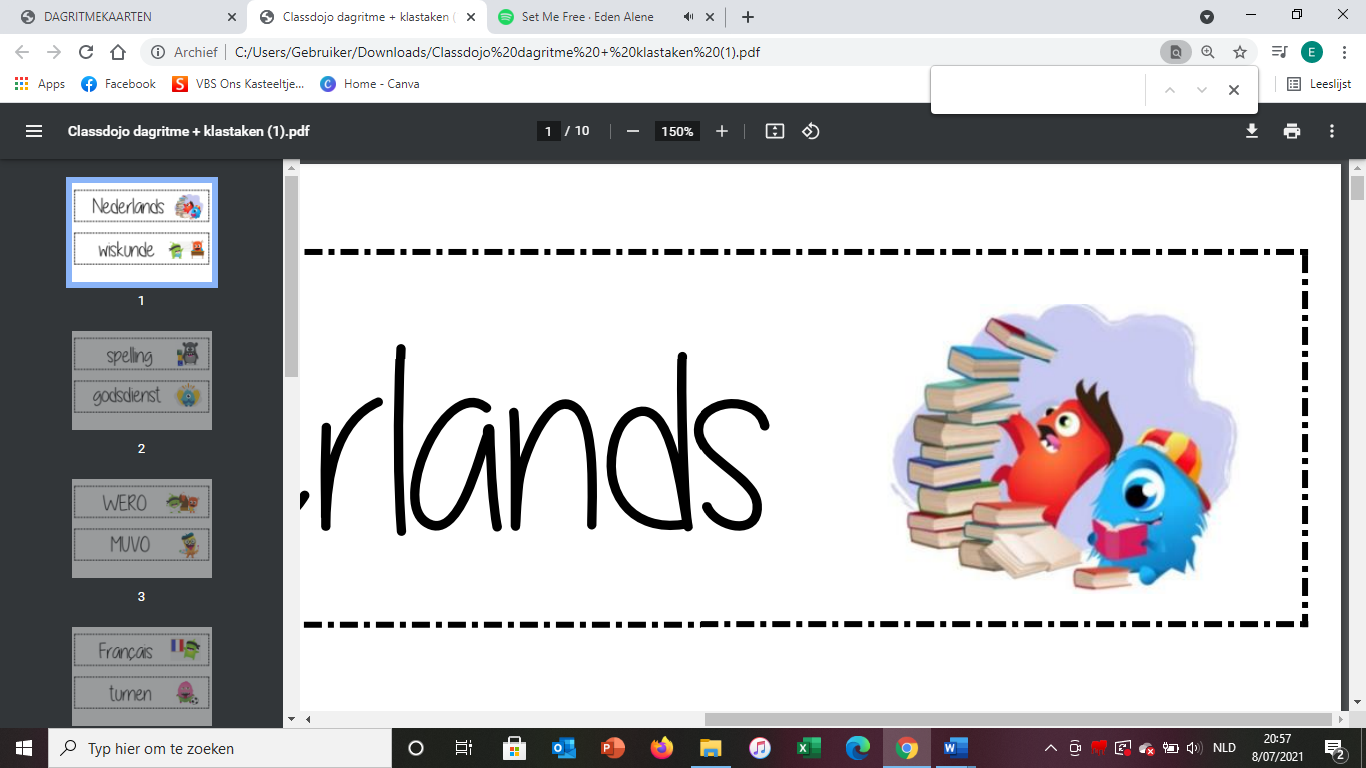 DAGRITMEKAARTEN
Classdojo dagritme + klastaken (
Set Me Free · Eden Alene
Archief
C:/Users/Gebruiker/Downloads/Classdojo%20dagritme%20+%20klastaken%20(1).pdf
E
Apps
Facebook
S
VBS Ons Kasteeltje...
C
Home - Canva
Leeslijst
Classdojo dagritme + klastaken (1).pdf
1 / 10
150%
Nederlands
wiskunde
1
spelling
godsdienst
2
WERO
MUVO
3
Français
turnen
erlands
Typ hier om te zoeken
NLD
20:57
8/07/2021
2